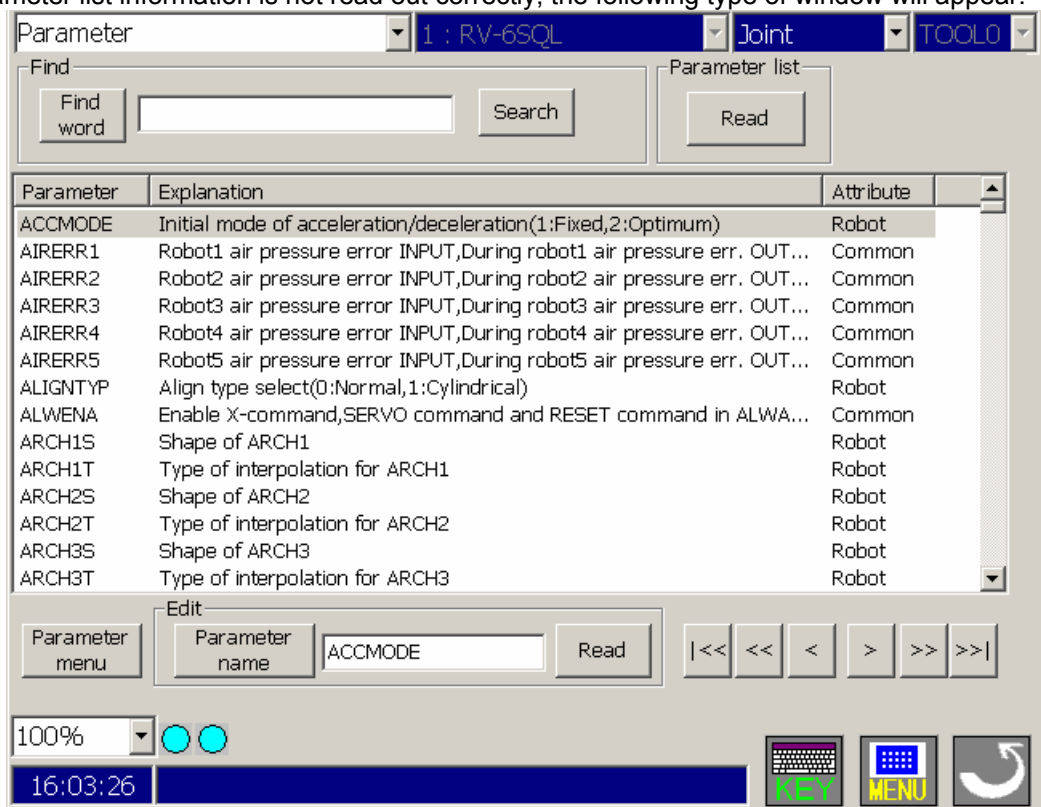 ameter list information is not read out correctly, the following type of window will appear.
Parameter 1 : RV-6SQL Joint TOOL0
Find Parameter list
Find word Search Read
Parameter Explanation Attribute
ACCMODE Initial mode of acceleration/deceleration(1:Fixed,2:Optimum) Robot
AIRERR1 Robot1 air pressure error INPUT,During robot1 air pressure err. OUT... Common
AIRERR2 Robot2 air pressure error INPUT,During robot2 air pressure err. OUT... Common
AIRERR3 Robot3 air pressure error INPUT,During robot3 air pressure err. OUT... Common
AIRERR4 Robot4 air pressure error INPUT,During robot4 air pressure err. OUT... Common
AIRERR5 Robot5 air pressure error INPUT,During robot5 air pressure err. OUT... Common
ALIGNTYP Align type select(0:Normal,1:Cylindrical) Robot
ALWENA Enable X-command,SERVO command and RESET command in ALWA... Common
ARCH1S Shape of ARCH1 Robot
ARCH1T Type of interpolation for ARCH1 Robot
ARCH2S Shape of ARCH2 Robot
ARCH2T Type of interpolation for ARCH2 Robot
ARCH3S Shape of ARCH3 Robot
ARCH3T Type of interpolation for ARCH3 Robot
Edit
Parameter menu Parameter name ACCMODE Read |<< << < > >> >>|
100%
16:03:26 KEY MENU